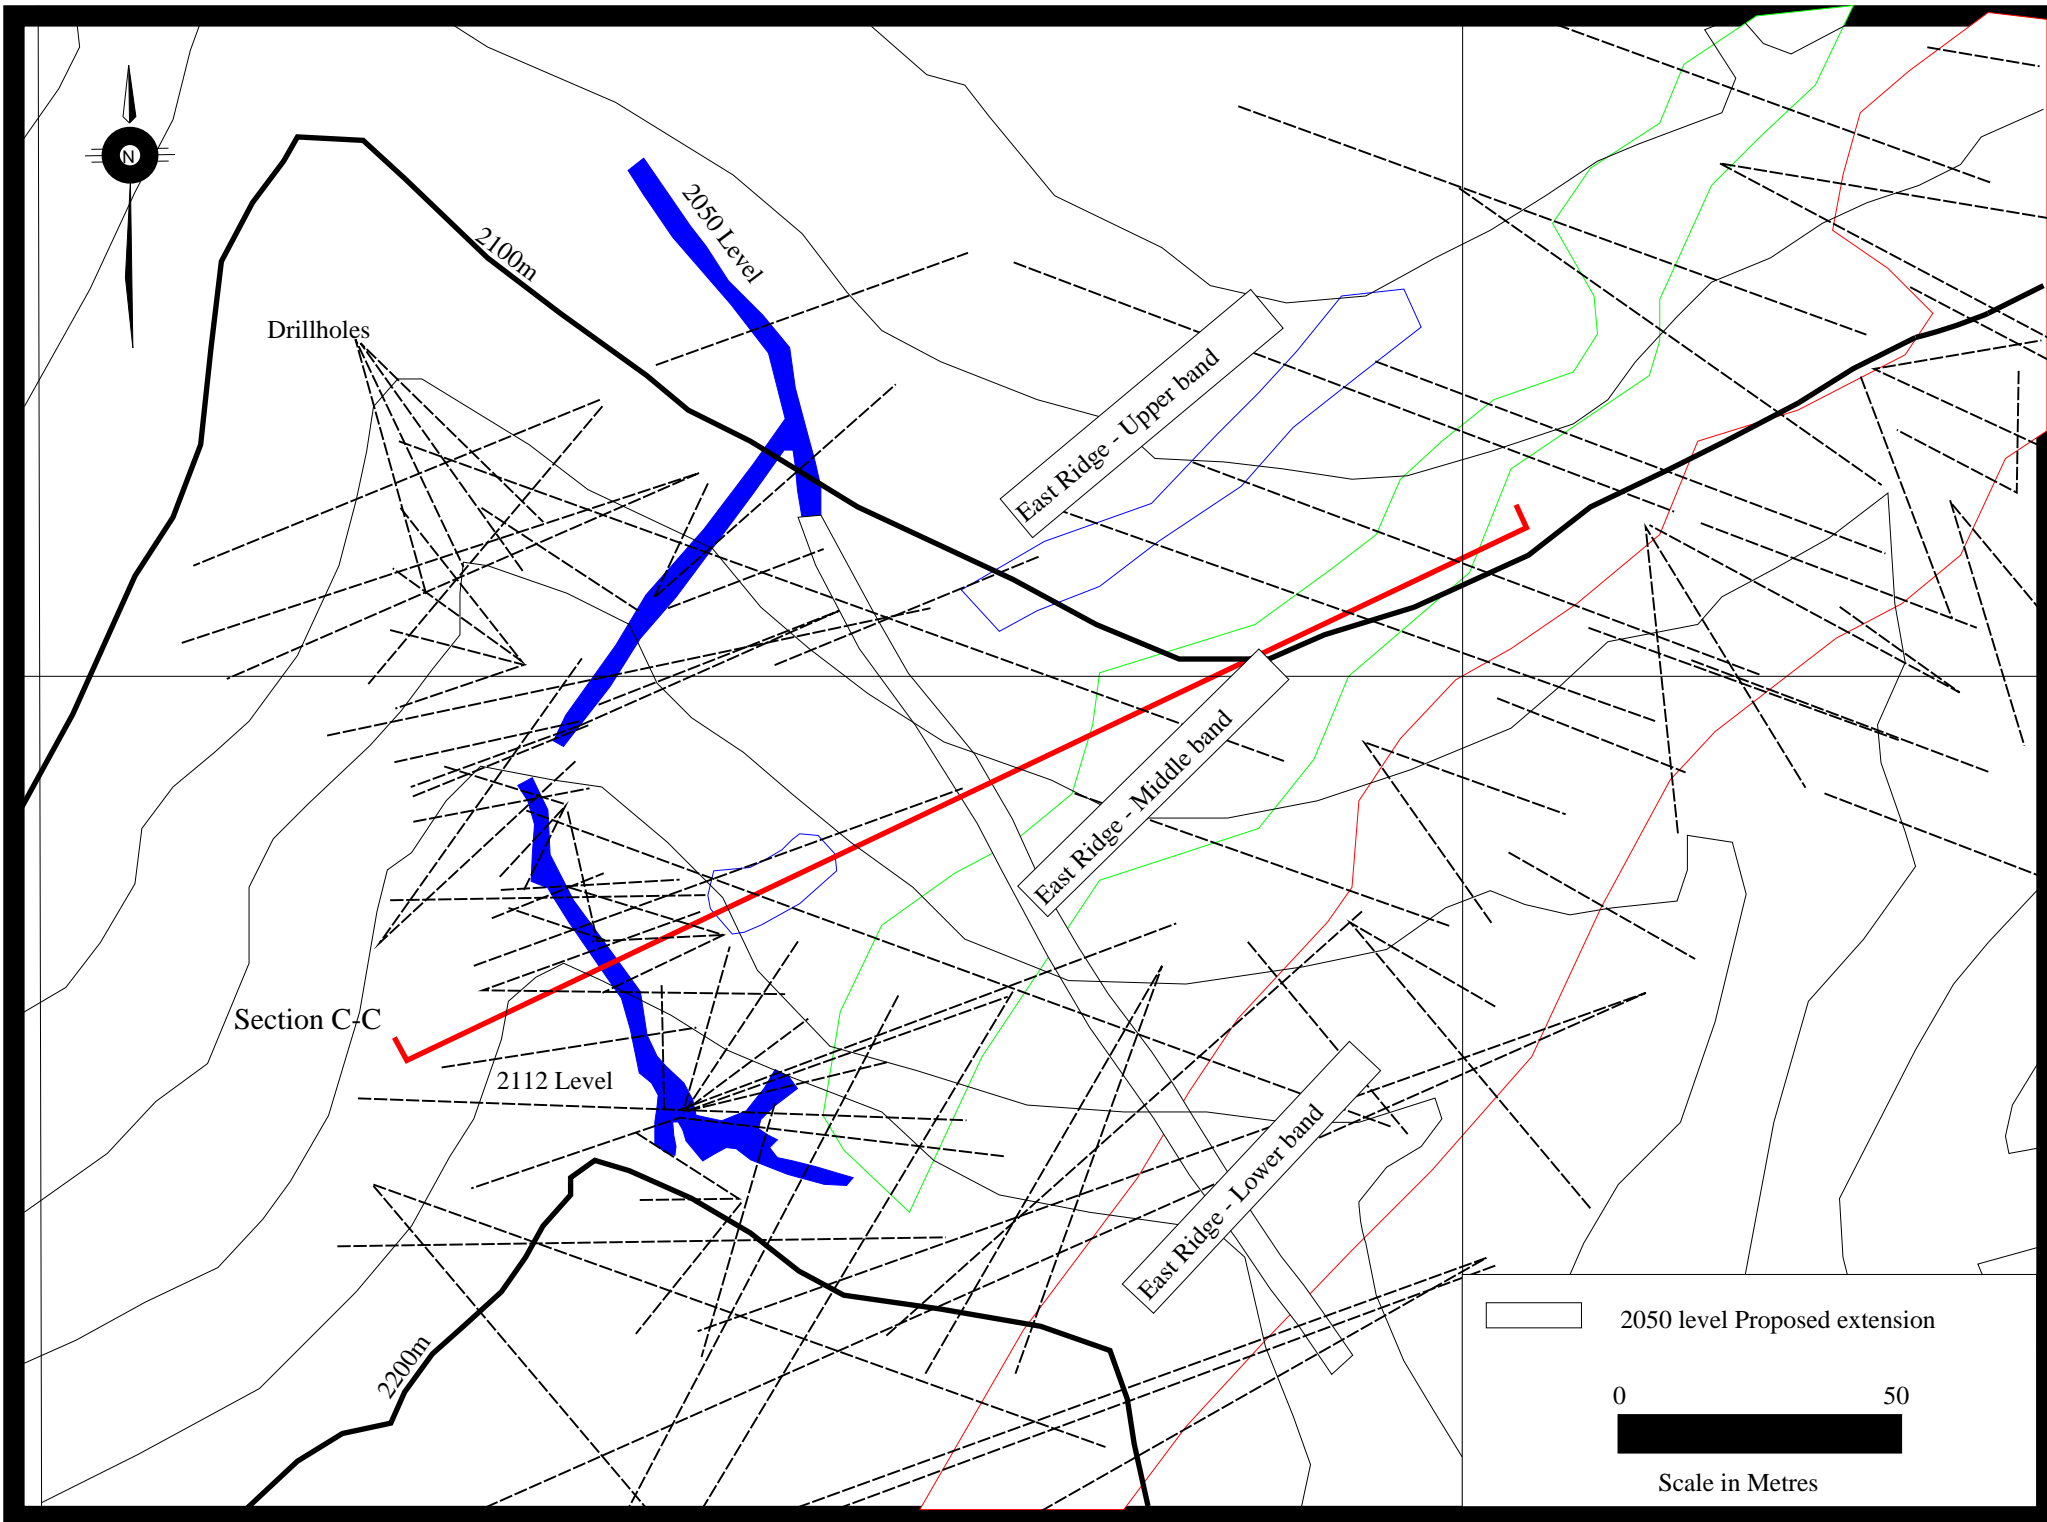 N
2050 Level
2100m
Drillholes
East Ridge - Upper band
East Ridge - Middle band
Section C-C
2112 Level
East Ridge - Lower band
2200m
2050 level Proposed extension
0 50
Scale in Metres